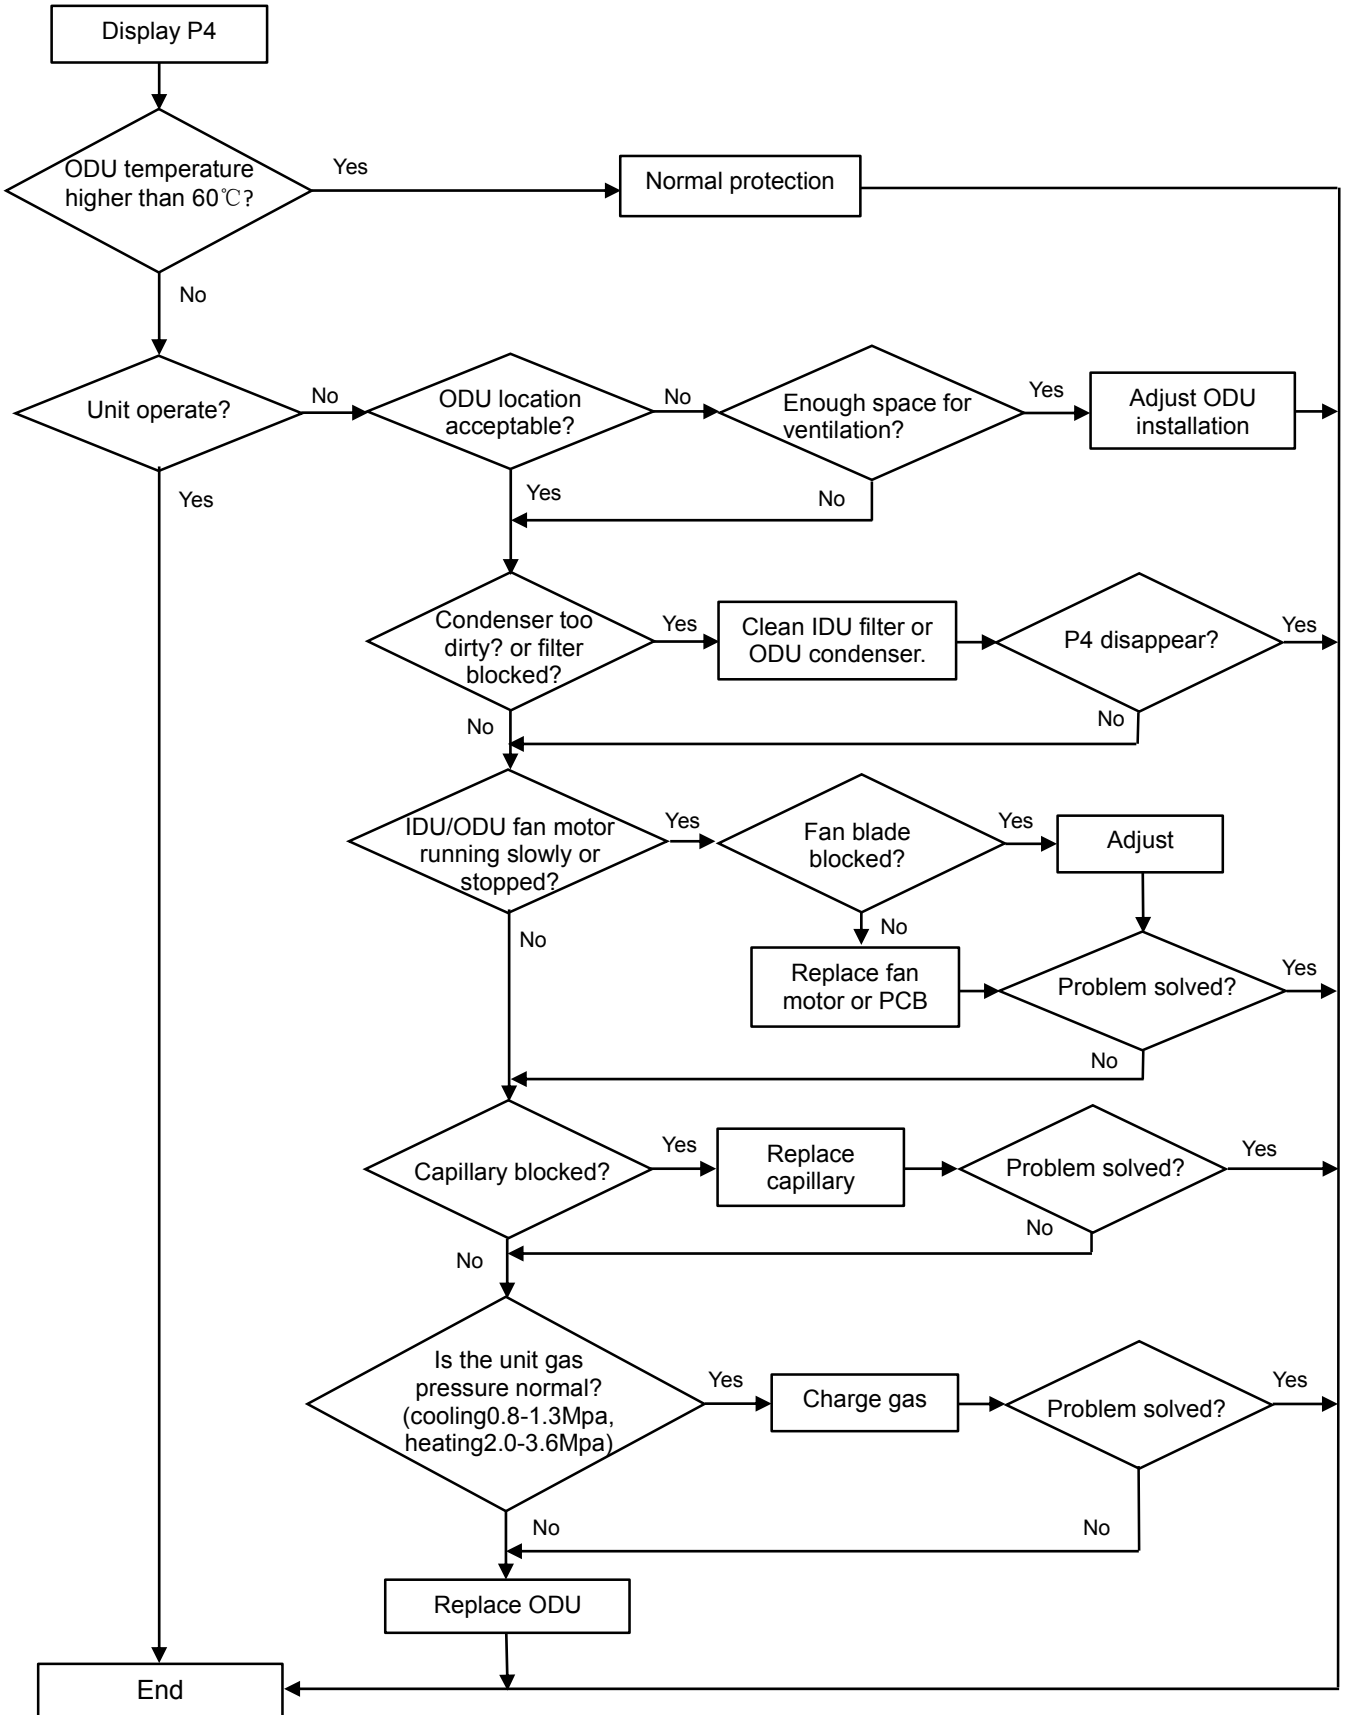 Display P4
ODU temperature
higher than 60℃?
Yes
Normal protection
No
Unit operate?
No
ODU location
acceptable?
No
Enough space for
ventilation?
Yes
Adjust ODU
installation
Yes
Yes
No
Condenser too
dirty? or filter
blocked?
Yes
Clean IDU filter or
ODU condenser.
P4 disappear?
Yes
No
No
IDU/ODU fan motor
running slowly or
stopped?
Yes
Fan blade
blocked?
Yes
Adjust
No
No
Replace fan
motor or PCB
Problem solved?
Yes
No
Capillary blocked?
Yes
Replace
capillary
Problem solved?
Yes
No
No
Is the unit gas
pressure normal?
(cooling0.8-1.3Mpa,
heating2.0-3.6Mpa)
Yes
Charge gas
Problem solved?
Yes
No
No
Replace ODU
End